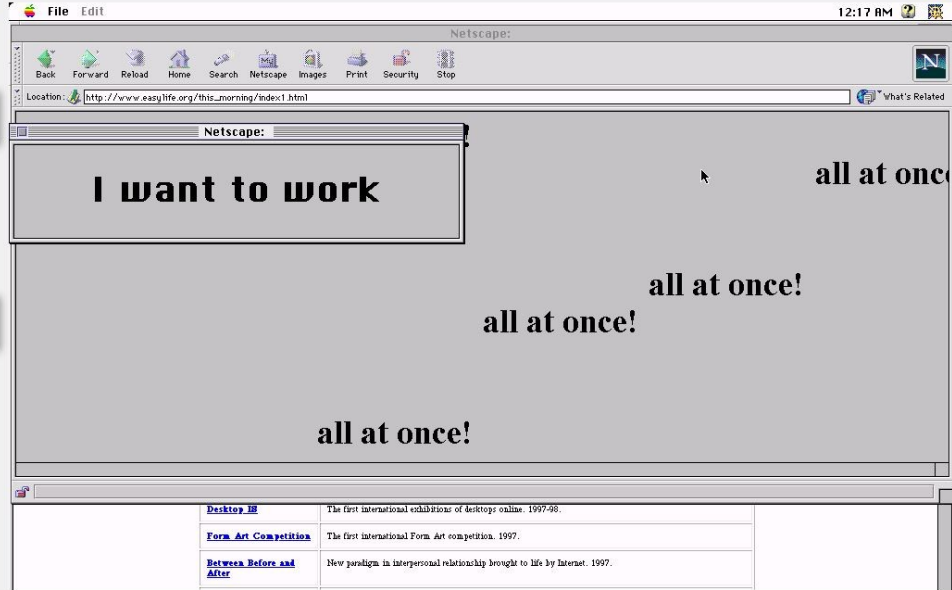 File Edit 12:17 AM
Netscape:
Back Forward Reload Home Search Netscape Images Print Security Stop
N
Location: http://www.easylife.org/this_morning/index1.html What's Related
Netscape:
!
I want to work
all at onc
all at once!
all at once!
all at once!
Desktop IS The first international exhibitions of desktops online. 1997-98.
Form Art Competition The first international Form Art competition. 1997.
Between Before and New paradigm in interpersonal relationship brought to life by Internet. 1997.
After